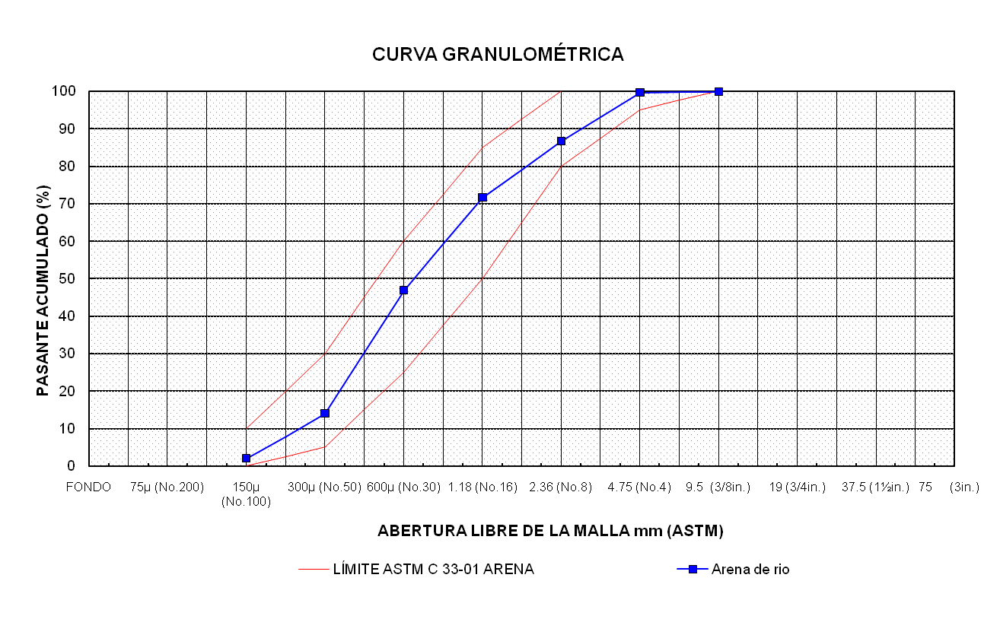 CURVA GRANULOMÉTRICA
PASANTE ACUMULADO (%)
100
90
80
70
60
50
40
30
20
10
0
FONDO 75µ (No.200) 150µ (No.100) 300µ (No.50) 600µ (No.30) 1.18 (No.16) 2.36 (No.8) 4.75 (No.4) 9.5 (3/8in.) 19 (3/4in.) 37.5 (1½in.) 75 (3in.)
ABERTURA LIBRE DE LA MALLA mm (ASTM)
LÍMITE ASTM C 33-01 ARENA
Arena de rio